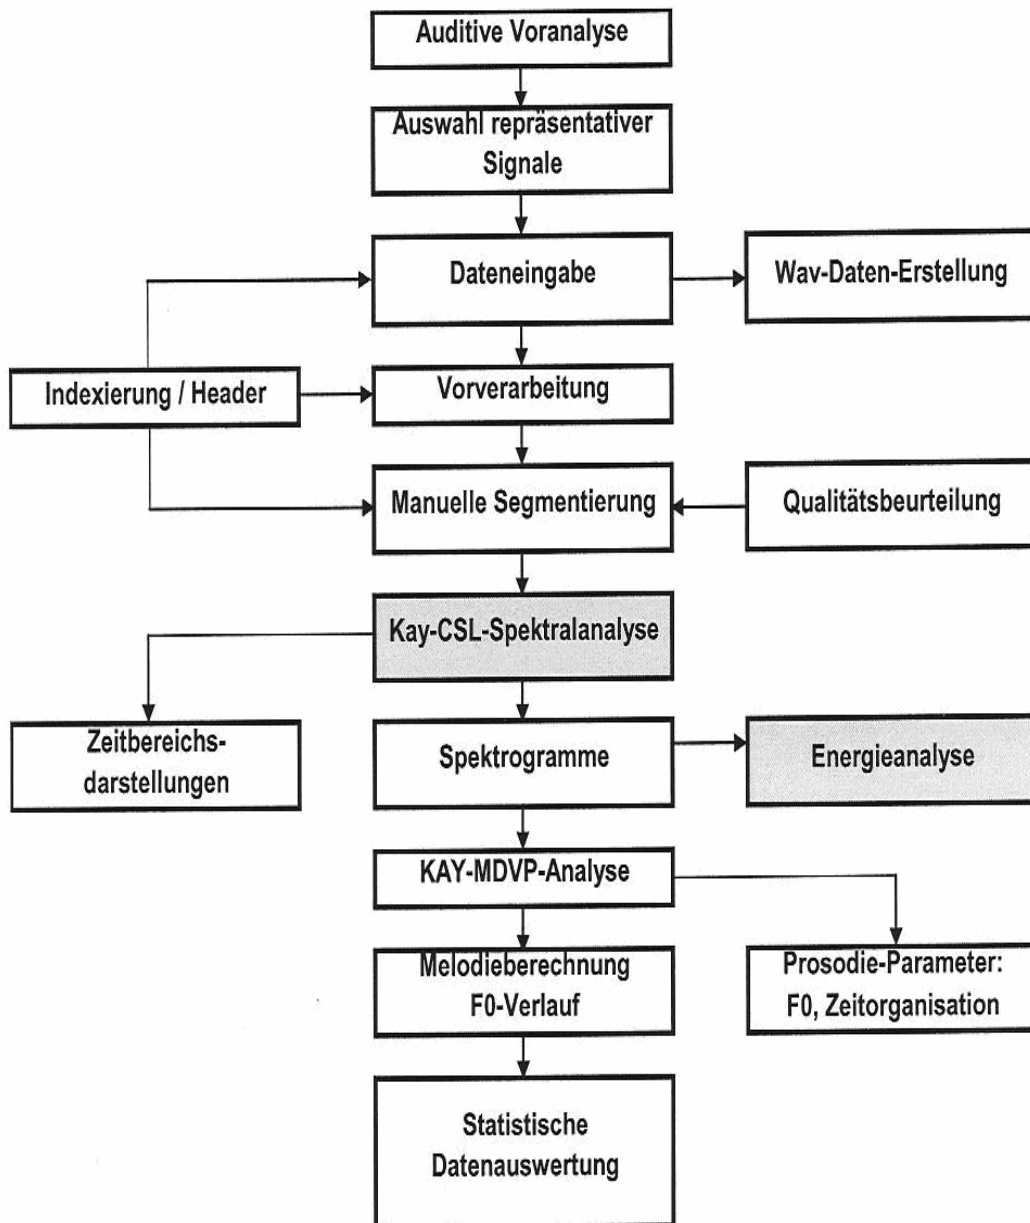 Auditive Voranalyse
Auswahl repräsentativer
Signale
Dateneingabe
Wav-Daten-Erstellung
Indexierung / Header
Vorverarbeitung
Manuelle Segmentierung
Qualitätsbeurteilung
Kay-CSL-Spektralanalyse
Zeitbereichs-
darstellungen
Spektrogramme
Energieanalyse
KAY-MDVP-Analyse
Melodieberechnung
F0-Verlauf
Prosodie-Parameter:
F0, Zeitorganisation
Statistische
Datenauswertung